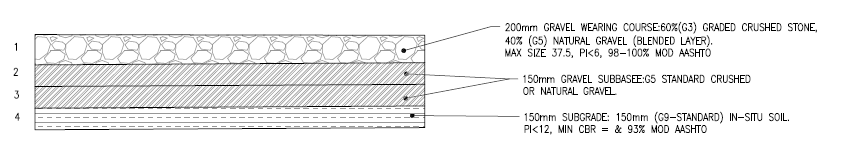 200mm GRAVEL WEARING COURSE:60%(G3) GRADED CRUSHED STONE,
40% (G5) NATURAL GRAVEL (BLENDED LAYER).
MAX SIZE 37.5, PI<6, 98-100% MOD AASHTO
1
2
150mm GRAVEL SUBBASEE:G5 STANDARD CRUSHED
OR NATURAL GRAVEL.
3
4
150mm SUBGRADE: 150mm (G9-STANDARD) IN-SITU SOIL.
PI<12, MIN CBR = & 93% MOD AASHTO